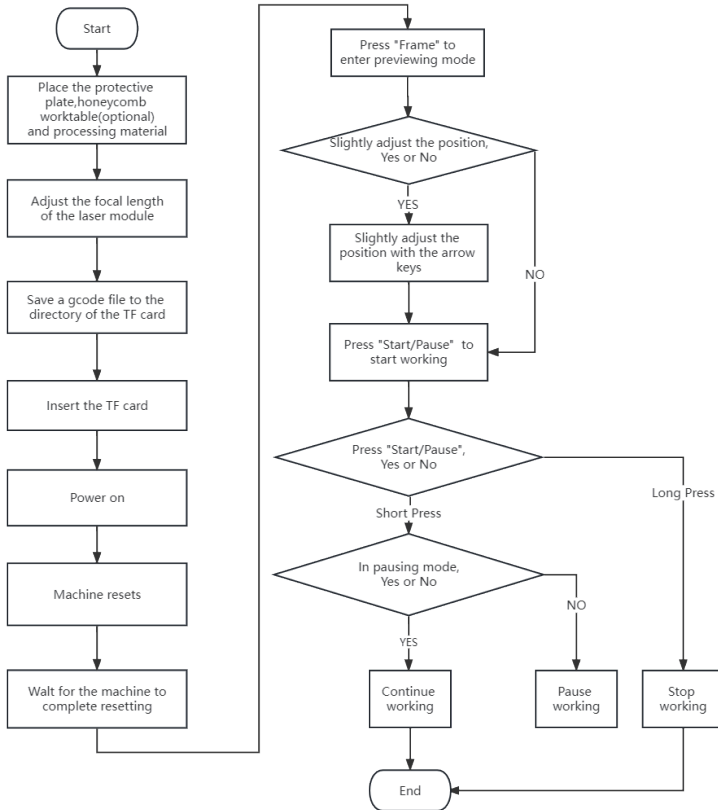 Start
Place the protective
plate,honeycomb
worktable(optional)
and processing material
Adjust the focal length
of the laser module
Save a gcode file to the
directory of the TF card
Insert the TF card
Power on
Machine resets
Walt for the machine to
complete resetting
Press "Frame" to
enter previewing mode
Slightly adjust the position,
Yes or No
YES
Slightly adjust the
position with the arrow
keys
NO
Press "Start/Pause" to
start working
Press "Start/Pause",
Yes or No
Long Press
Short Press
In pausing mode,
Yes or No
NO
YES
Continue
working
Pause
working
Stop
working
End